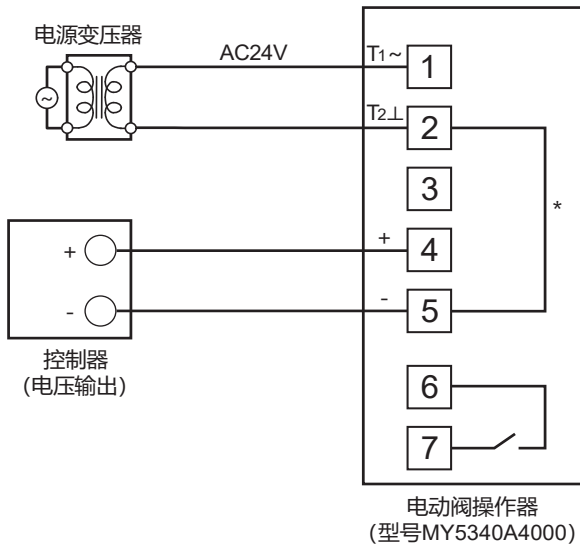 电源变压器
AC24V
T1~
1
~
T2⊥
2
3
*
+
+
4
-
-
5
控制器
(电压输出)
6
7
电动阀操作器
(型号MY5340A4000)